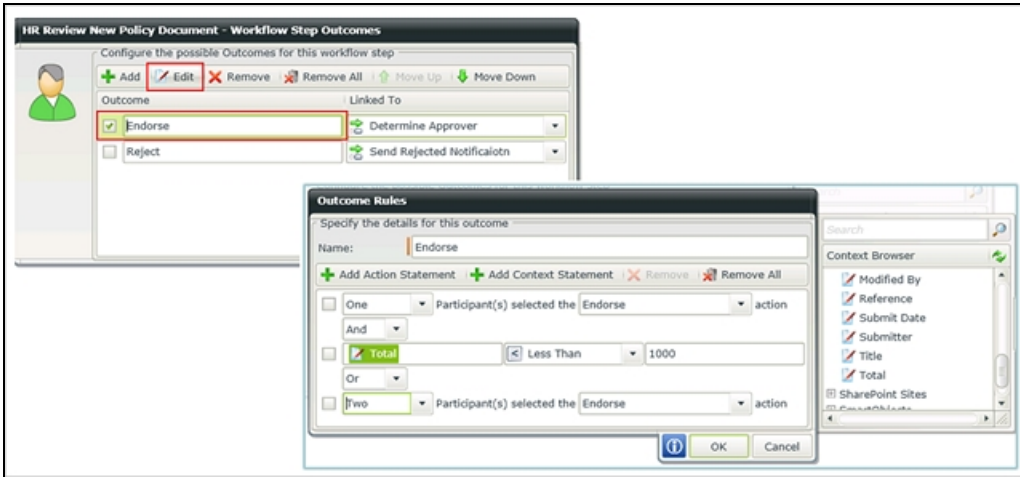 HR Review New Policy Document - Workflow Step Outcomes
Configure the possible Outcomes for this workflow step
Add Edit Remove Remove All Move Up Move Down
Outcome Linked To
Endorse Determine Approver
Reject Send Rejected Notificaiotn
Outcome Rules
Specify the details for this outcome
Name: Endorse
Add Action Statement Add Context Statement Remove Remove All
One Participant(s) selected the Endorse action
And
Total < Less Than 1000
Or
Two Participant(s) selected the Endorse action
OK Cancel
Search
Context Browser
Modified By
Reference
Submit Date
Submitter
Title
Total
SharePoint Sites